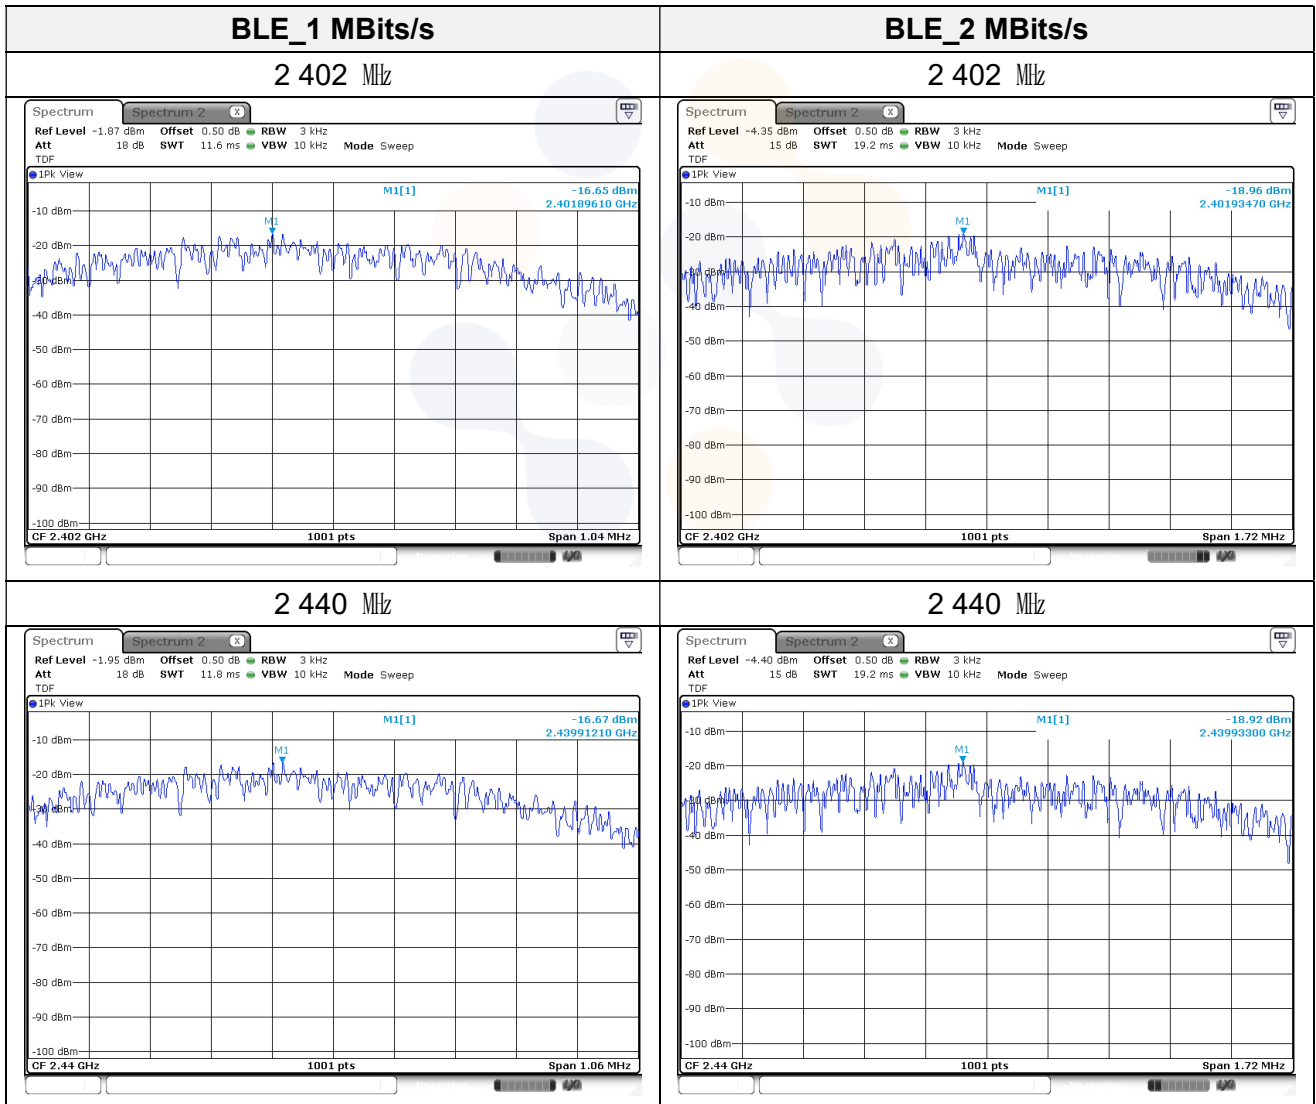 BLE_1 MBits/s
BLE_2 MBits/s
2 402 ㎒
2 402 ㎒
Spectrum
Spectrum 2
X
Ref Level -1.87 dBm Offset 0.50 dB RBW 3 kHz
Att 18 dB SWT 11.6 ms VBW 10 kHz Mode Sweep
TDF
1Pk View
M1[1] -16.65 dBm
2.40189610 GHz
-10 dBm
M1
-20 dBm
-30 dBm
-40 dBm
-50 dBm
-60 dBm
-70 dBm
-80 dBm
-90 dBm
-100 dBm
CF 2.402 GHz 1001 pts Span 1.04 MHz
Spectrum
Spectrum 2
X
Ref Level -4.35 dBm Offset 0.50 dB RBW 3 kHz
Att 15 dB SWT 19.2 ms VBW 10 kHz Mode Sweep
TDF
1Pk View
M1[1] -18.96 dBm
2.40193470 GHz
-10 dBm
M1
-20 dBm
-30 dBm
-40 dBm
-50 dBm
-60 dBm
-70 dBm
-80 dBm
-90 dBm
-100 dBm
CF 2.402 GHz 1001 pts Span 1.72 MHz
2 440 ㎒
2 440 ㎒
Spectrum
Spectrum 2
X
Ref Level -1.95 dBm Offset 0.50 dB RBW 3 kHz
Att 18 dB SWT 11.8 ms VBW 10 kHz Mode Sweep
TDF
1Pk View
M1[1] -16.67 dBm
2.43991210 GHz
-10 dBm
M1
-20 dBm
-30 dBm
-40 dBm
-50 dBm
-60 dBm
-70 dBm
-80 dBm
-90 dBm
-100 dBm
CF 2.44 GHz 1001 pts Span 1.06 MHz
Spectrum
Spectrum 2
X
Ref Level -4.40 dBm Offset 0.50 dB RBW 3 kHz
Att 15 dB SWT 19.2 ms VBW 10 kHz Mode Sweep
TDF
1Pk View
M1[1] -18.92 dBm
2.43993300 GHz
-10 dBm
M1
-20 dBm
-30 dBm
-40 dBm
-50 dBm
-60 dBm
-70 dBm
-80 dBm
-90 dBm
-100 dBm
CF 2.44 GHz 1001 pts Span 1.72 MHz